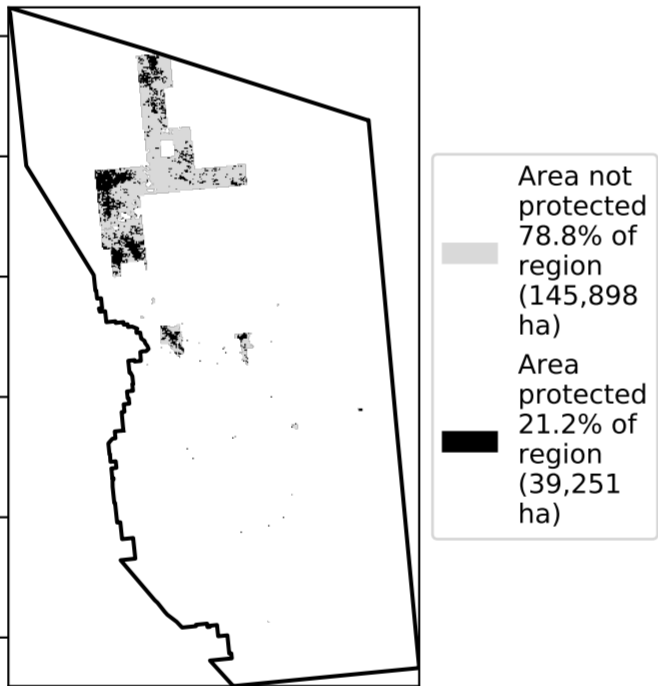 Area not
protected
78.8% of
region
(145,898
ha)
Area
protected
21.2% of
region
(39,251
ha)